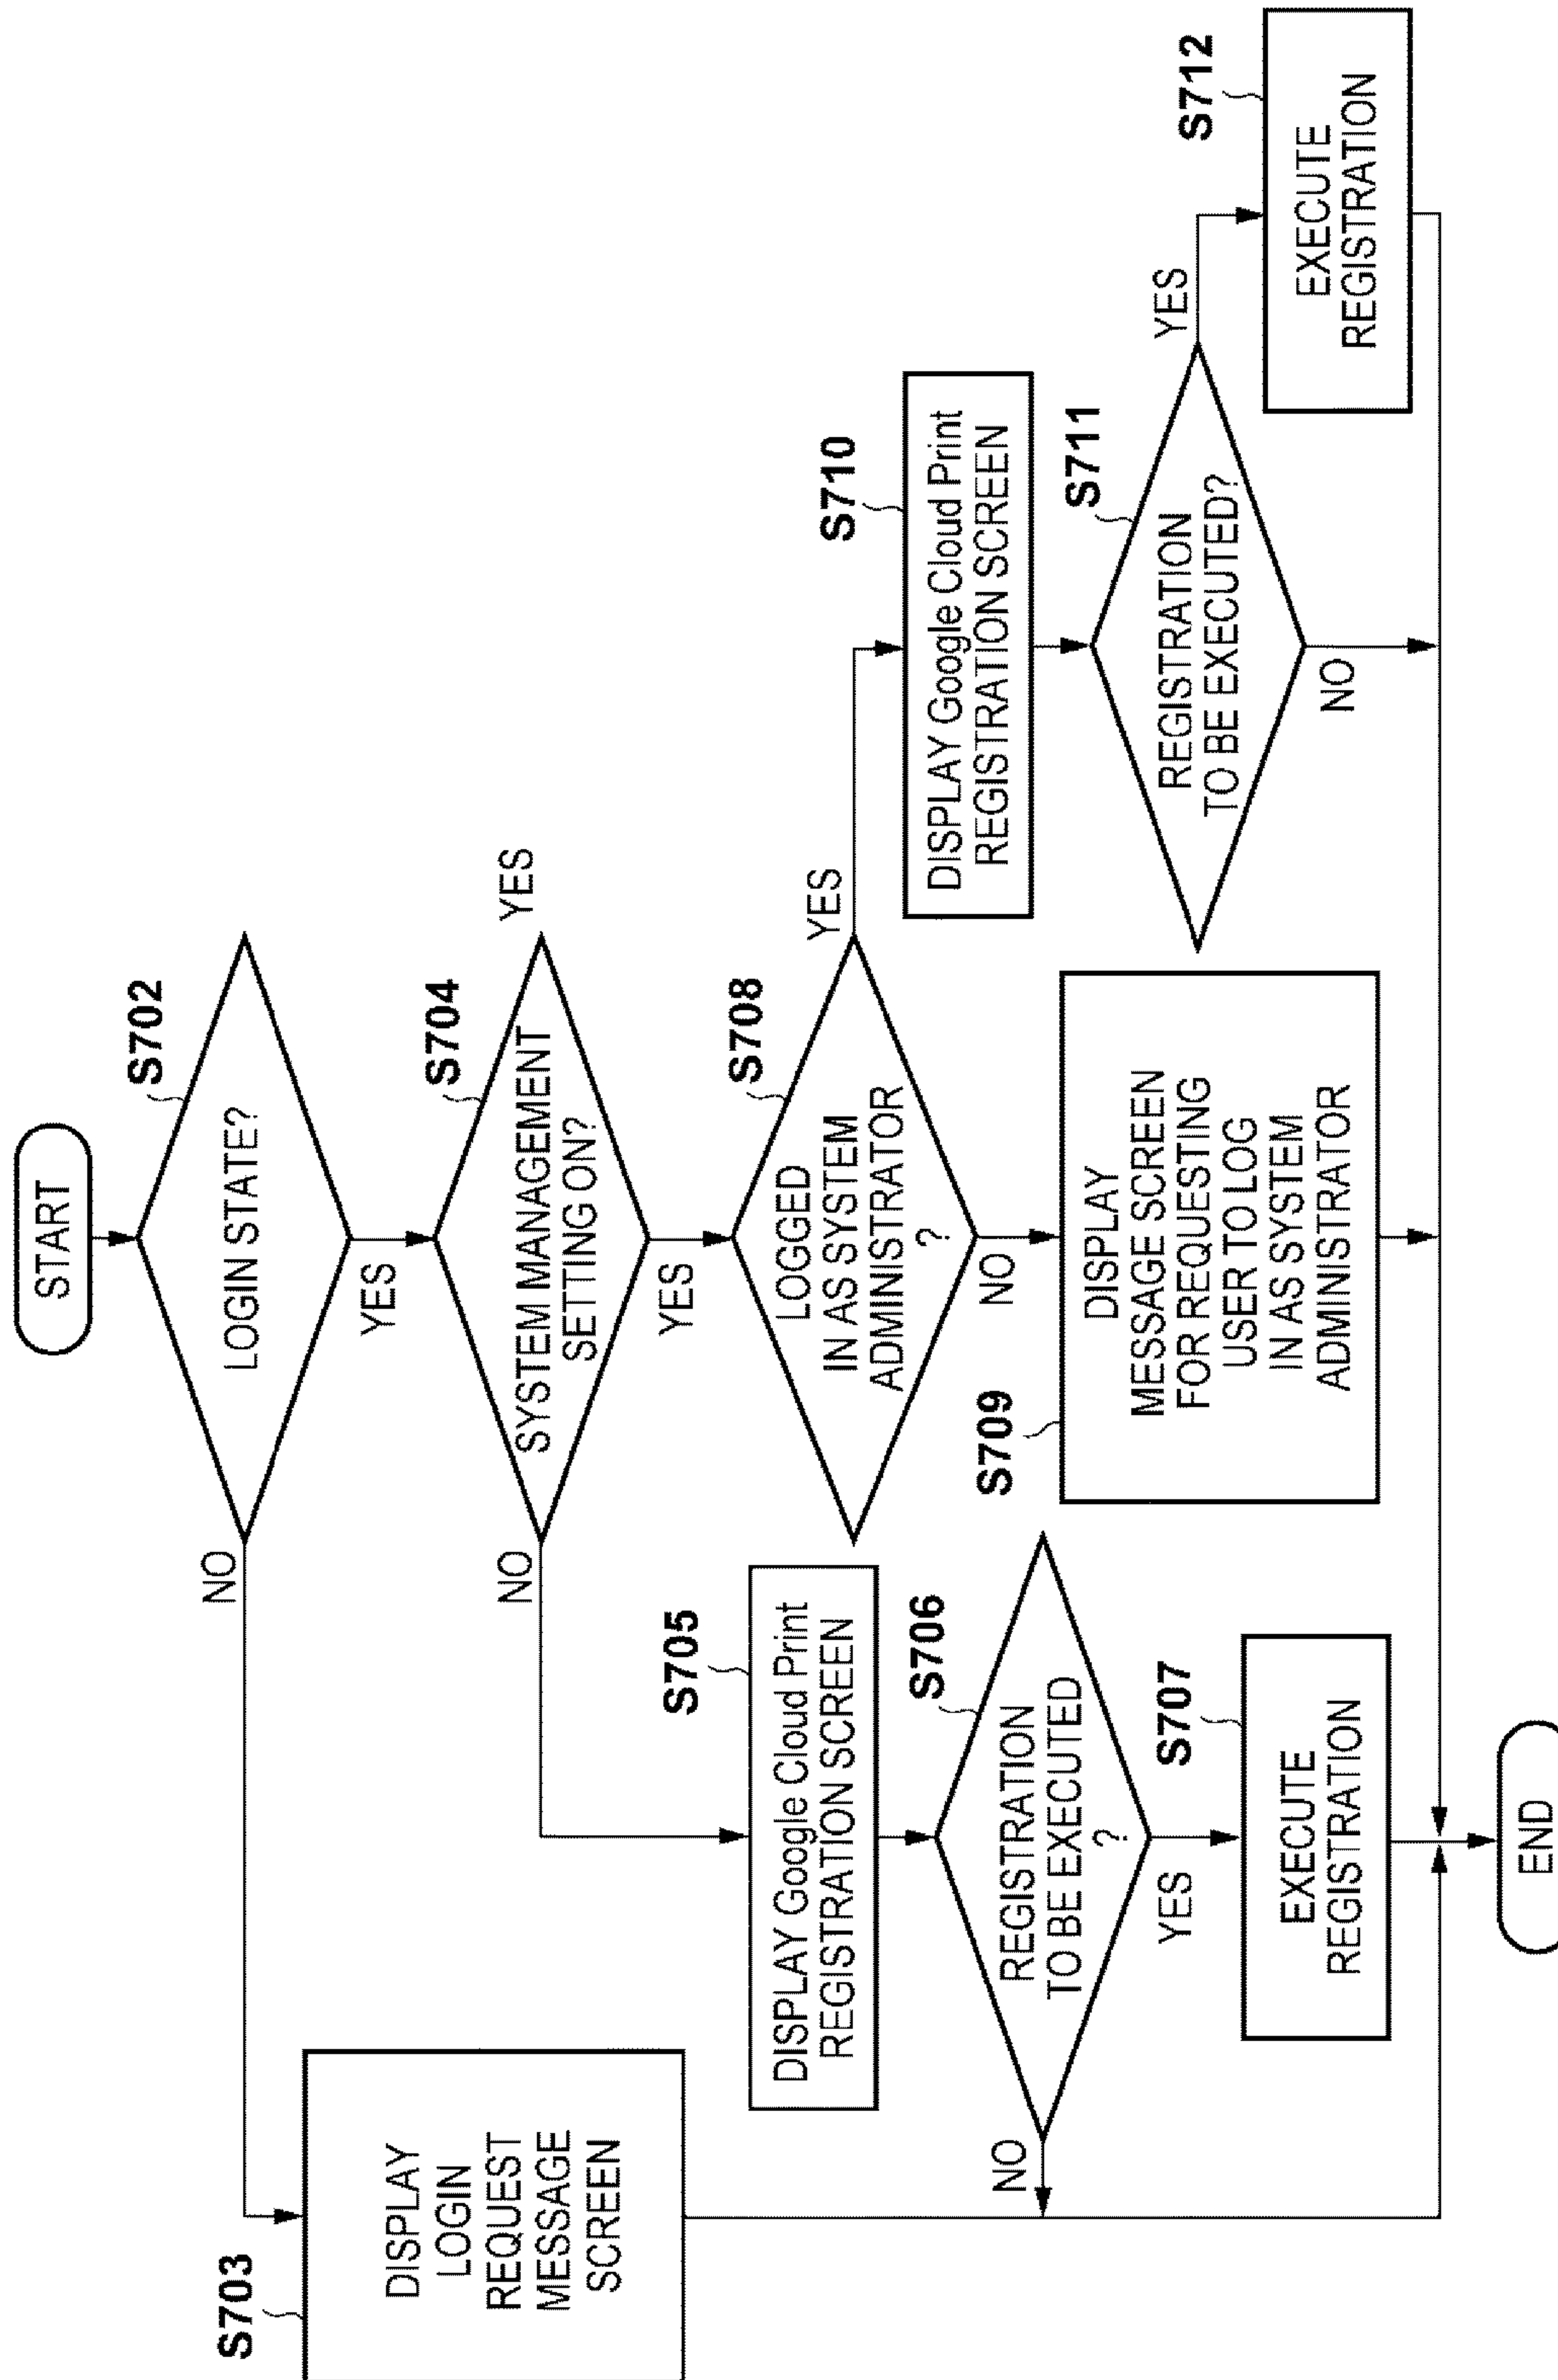 START
S702
LOGIN STATE?
NO
YES
S703
DISPLAY
LOGIN
REQUEST
MESSAGE
SCREEN
S704
SYSTEM MANAGEMENT
SETTING ON?
YES
NO
YES
S705
DISPLAY Google Cloud Print
REGISTRATION SCREEN
S706
REGISTRATION
TO BE EXECUTED
?
NO
YES
S707
EXECUTE
REGISTRATION
S708
LOGGED
IN AS SYSTEM
ADMINISTRATOR
?
YES
NO
S709
DISPLAY
MESSAGE SCREEN
FOR REQUESTING
USER TO LOG
IN AS SYSTEM
ADMINISTRATOR
S710
DISPLAY Google Cloud Print
REGISTRATION SCREEN
S711
REGISTRATION
TO BE EXECUTED?
YES
NO
S712
EXECUTE
REGISTRATION
END